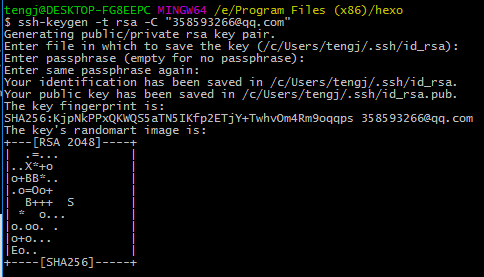 tengj@DESKTOP-FG8EEPC MINGW64 /e/Program Files (x86)/hexo
$ ssh-keygen -t rsa -C "358593266@qq.com"
Generating public/private rsa key pair.
Enter file in which to save the key (/c/Users/tengj/.ssh/id_rsa):
Enter passphrase (empty for no passphrase):
Enter same passphrase again:
Your identification has been saved in /c/Users/tengj/.ssh/id_rsa.
Your public key has been saved in /c/Users/tengj/.ssh/id_rsa.pub.
The key fingerprint is:
SHA256:KjpNkPPxQKWQS5aTN5IKfp2ETjY+TwhvOm4Rm9oqqps 358593266@qq.com
The key's randomart image is:
+---[RSA 2048]----+
|  .=...          |
|..X*+o           |
|o+BB*..          |
|.o=Oo+           |
|  B+++  S        |
| *  o...         |
|o.oo. .          |
|o+o...           |
|Eo..             |
+----[SHA256]-----+